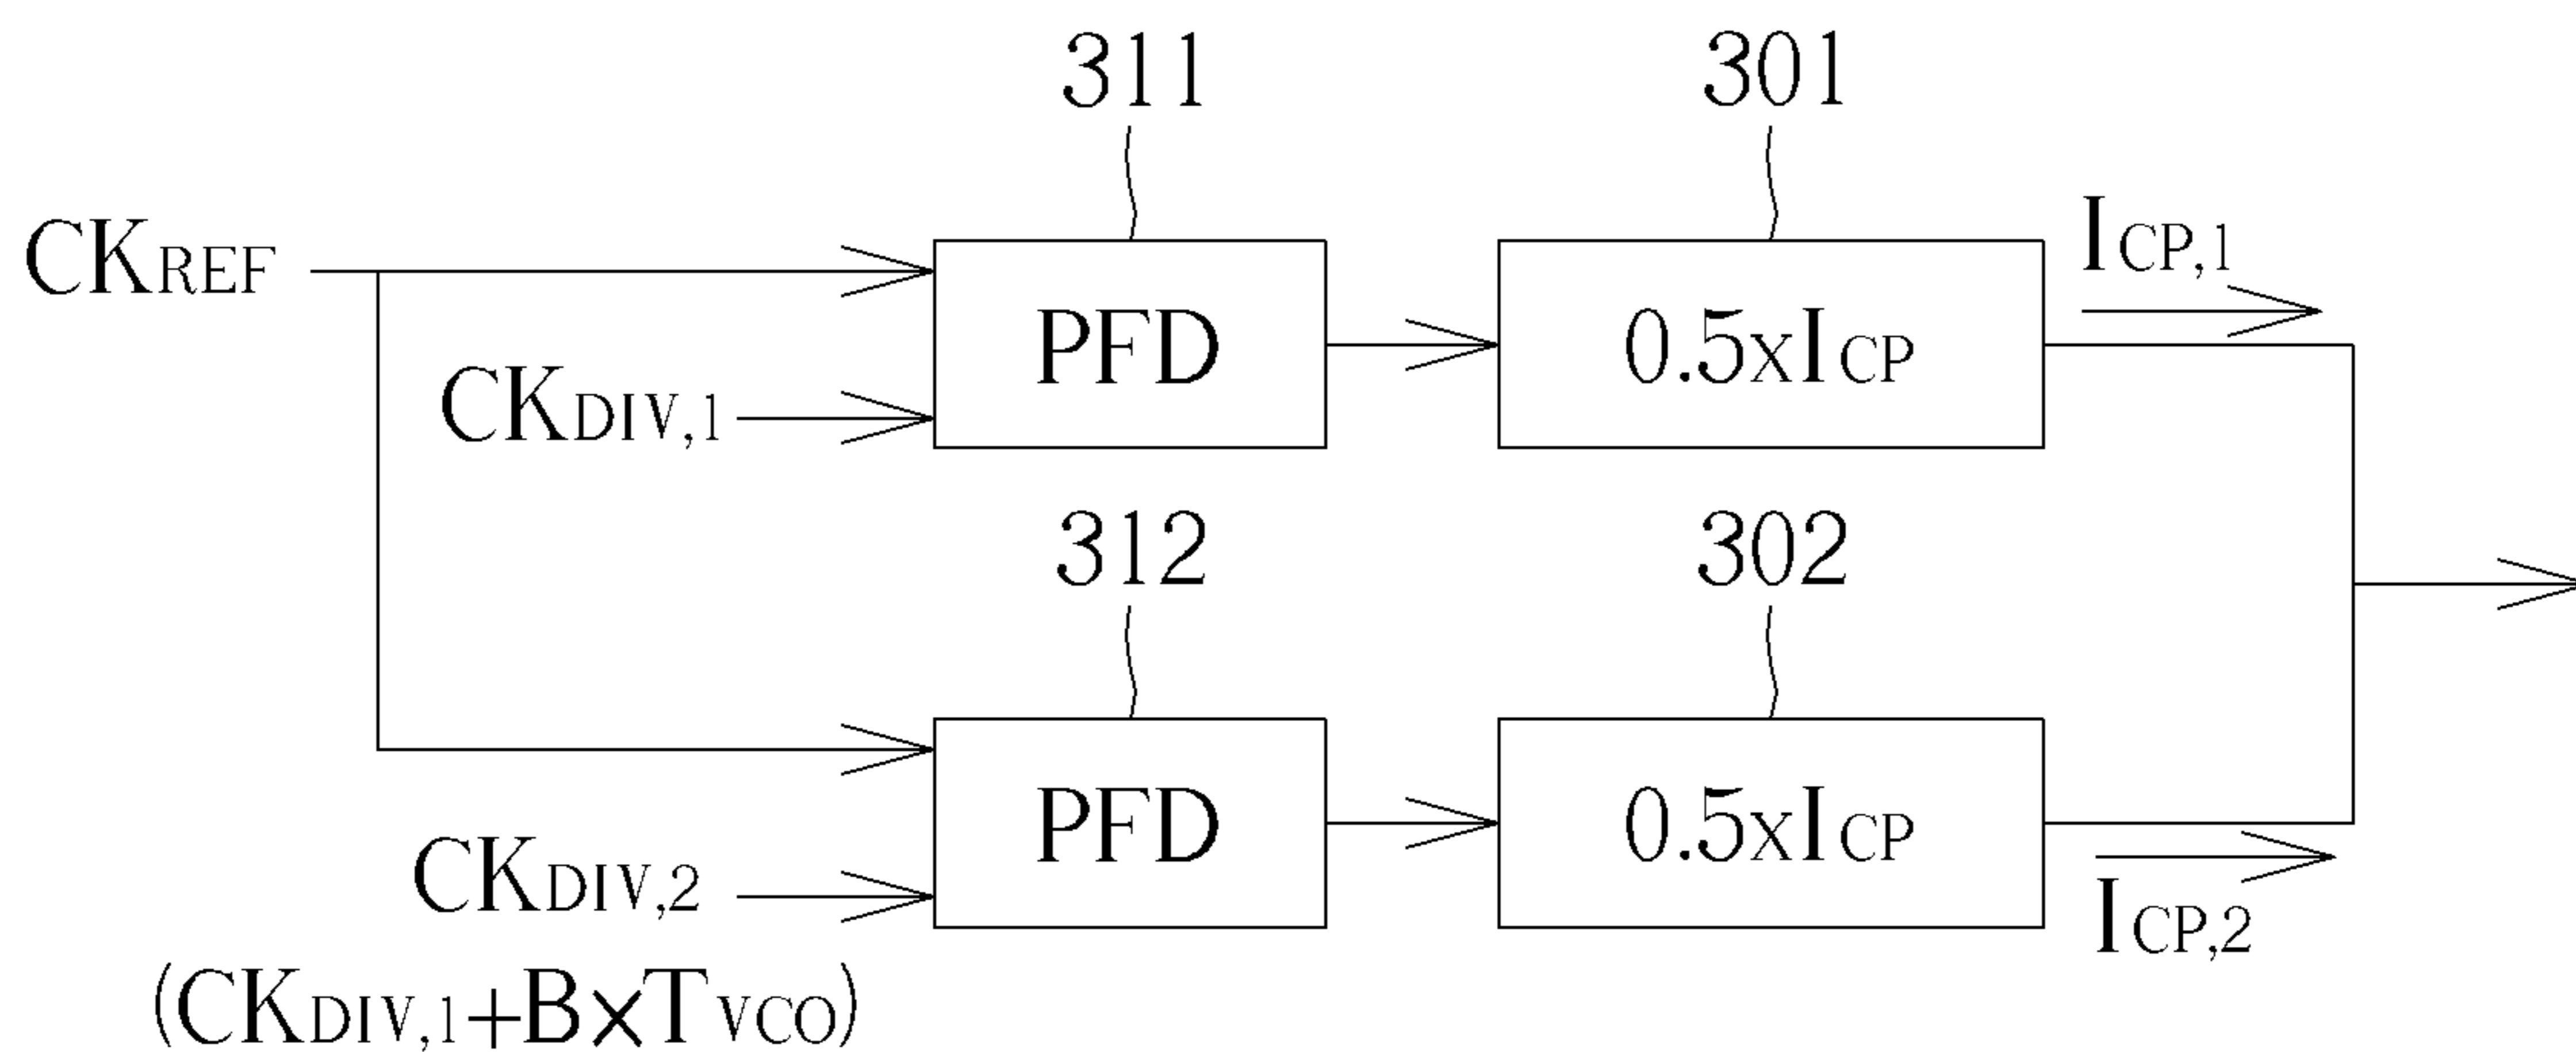 311
301
CKREF
PFD
0.5xICP
ICP,1
CKDIV,1
312
302
PFD
0.5xICP
CKDIV,2
(CKDIV,1+B×TVCO)
ICP,2